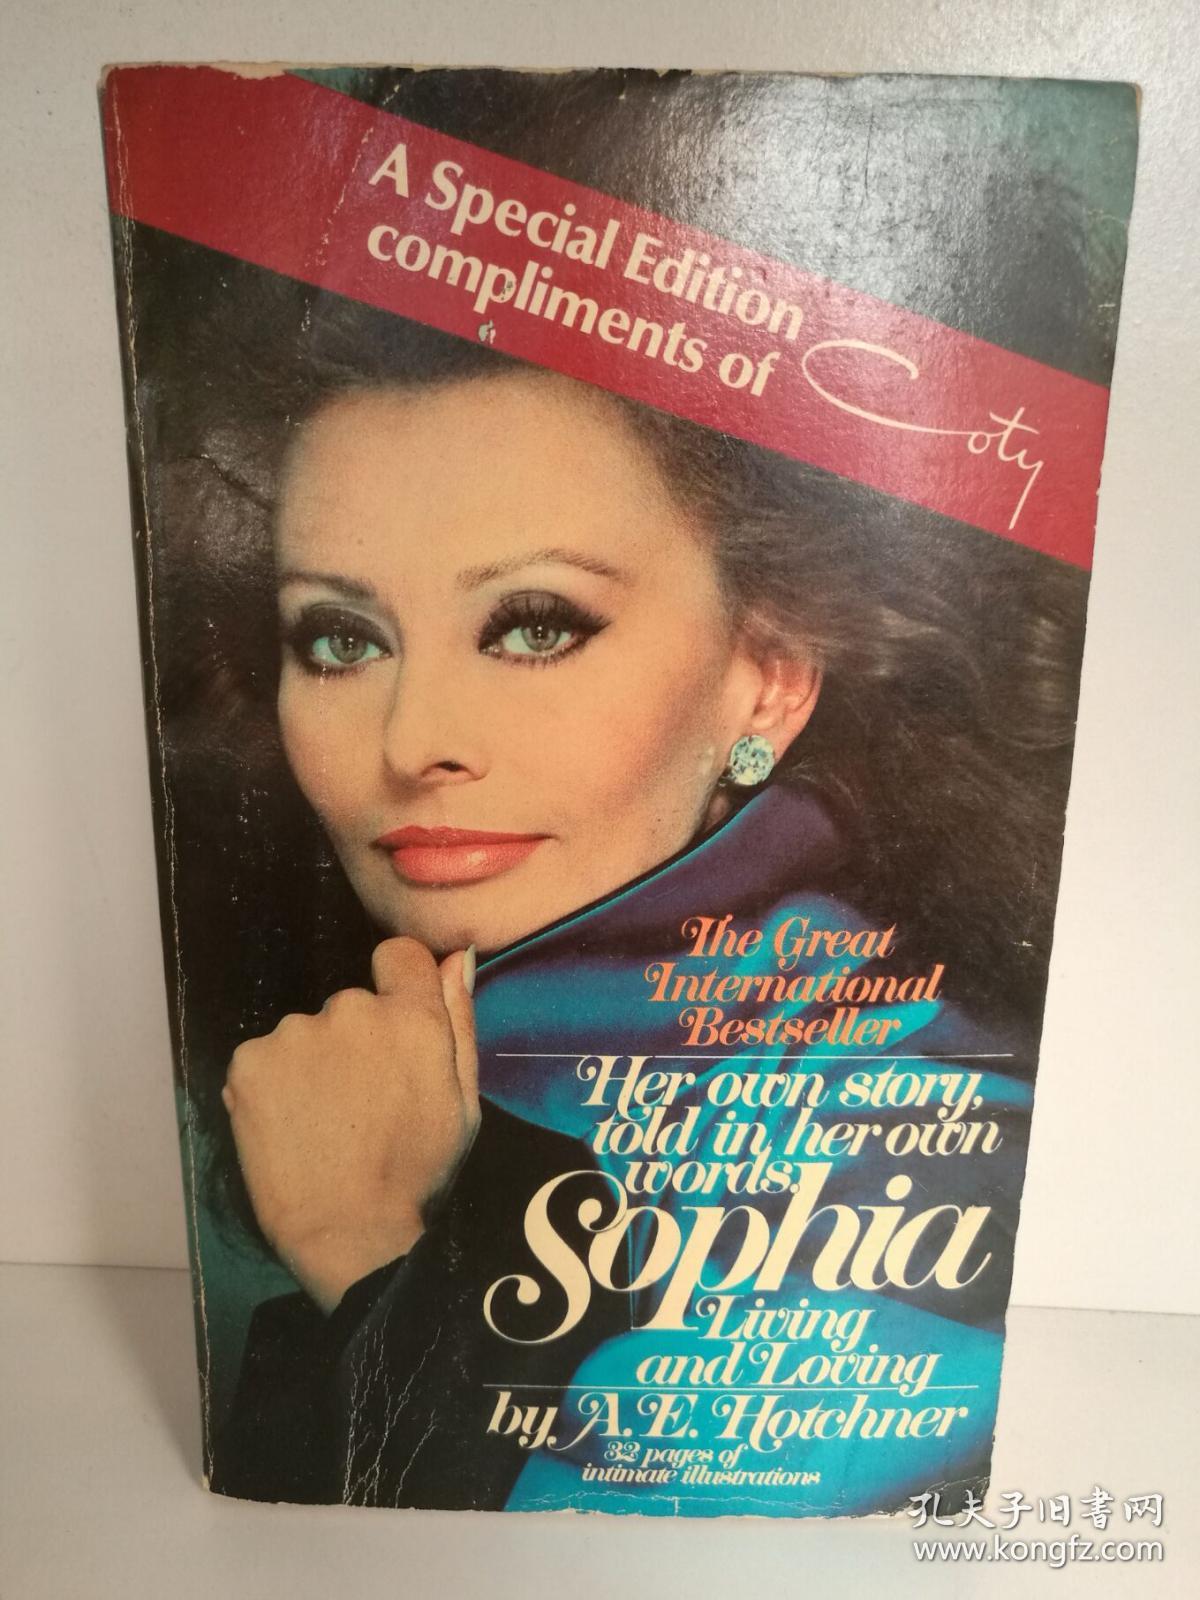 A Special Edition
compliments of Coty
The Great
International
Bestseller
Her own story,
told in her own
words.
Sophia
Living
and Loving
by A. E. Hotchner
32 pages of
intimate illustrations
孔夫子旧书网
www.kongfz.com